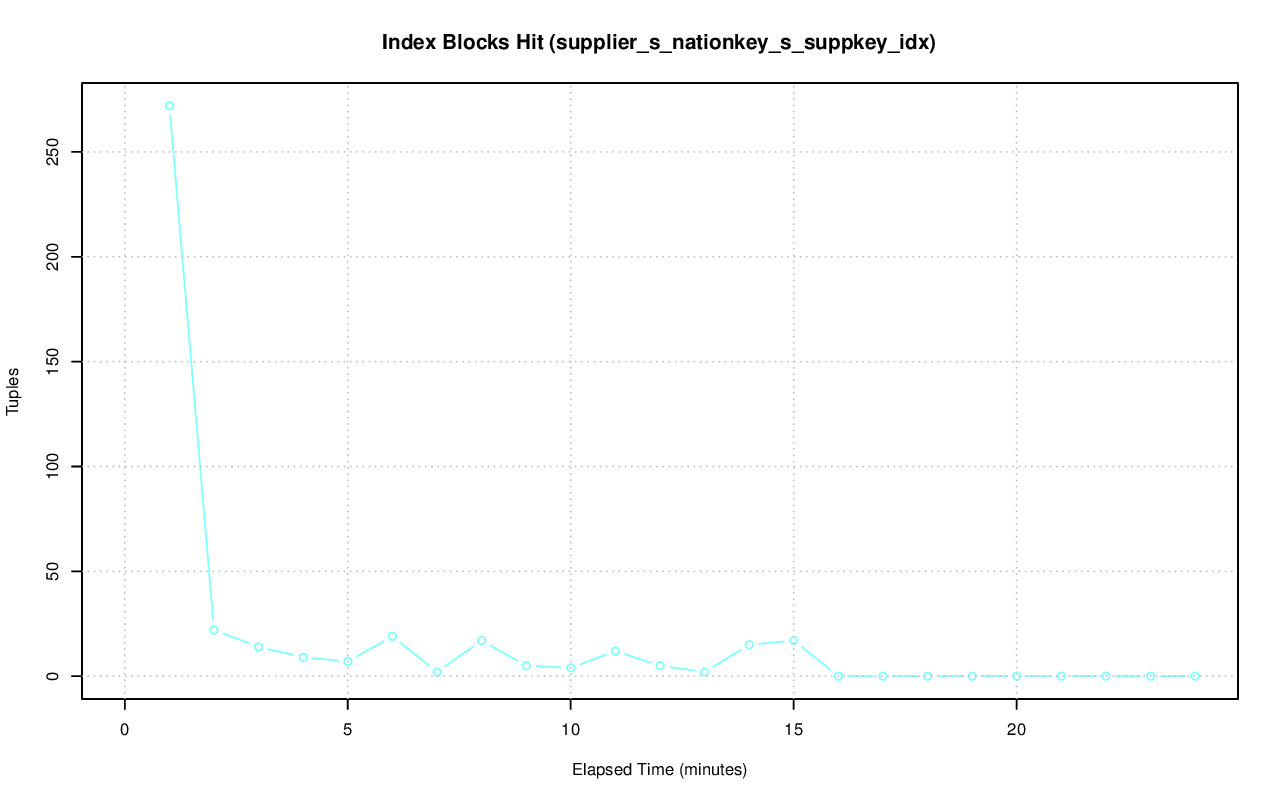 Index Blocks Hit (supplier_s_nationkey_s_suppkey_idx)
Tuples
250
200
150
100
50
0
0 5 10 15 20
Elapsed Time (minutes)